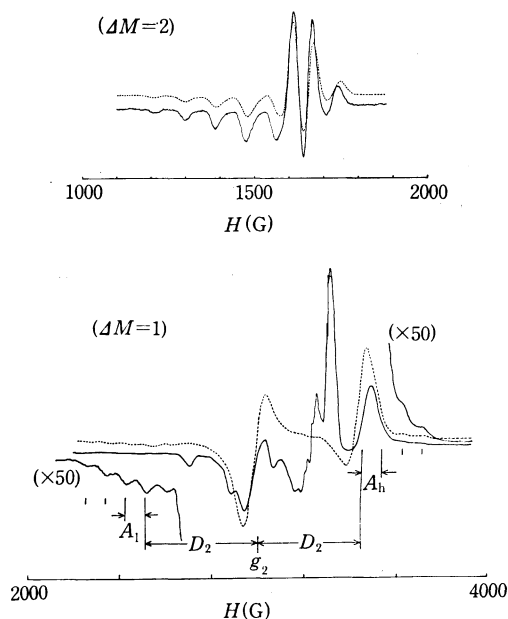 (ΔM=2)
1000 1500 2000
H(G)
(ΔM=1)
(×50)
(×50)
A_h
A_l
D_2 D_2
g_2
2000 4000
H(G)